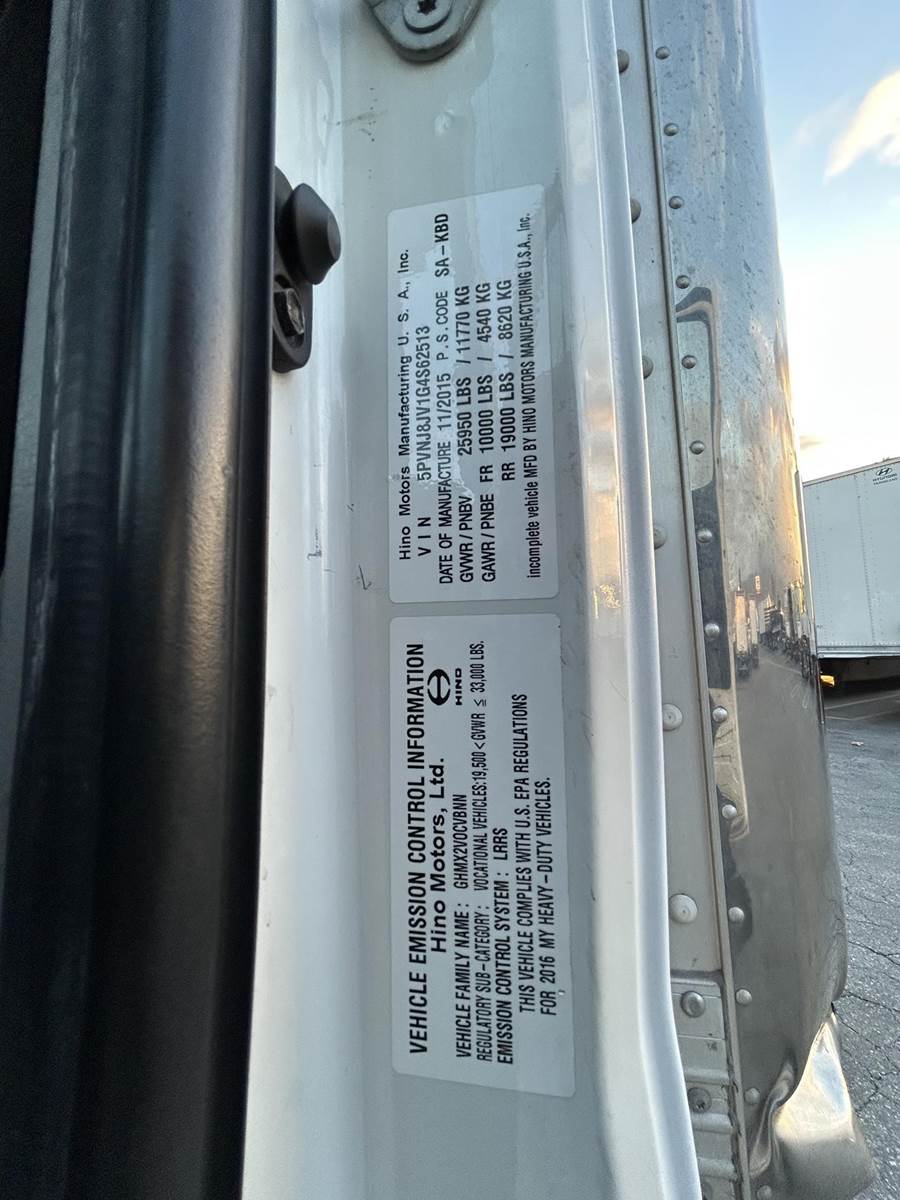 Hino Motors Manufacturing U. S. A., Inc.
VIN 5PVNJ8JV1G4S62513
DATE OF MANUFACTURE 11/2015 P.S.CODE SA-KBD
GVWR/PNBV 25950 LBS /11770 KG
GAWR/PNBE FR 10000 LBS / 4540 KG
RR 19000 LBS / 8620 KG
incomplete vehicle MFD BY HINO MOTORS MANUFACTURING U.S.A., Inc.
VEHICLE EMISSION CONTROL INFORMATION
Hino Motors, Ltd.
HINO
VEHICLE FAMILY NAME: GHMX2VOCVBNN
REGULATORY SUB-CATEGORY: VOCATIONAL VEHICLES:19,500<GVWR ≦ 33,000 LBS.
EMISSION CONTROL SYSTEM: LRRS
THIS VEHICLE COMPLIES WITH U.S. EPA REGULATIONS
FOR 2016 MY HEAVY-DUTY VEHICLES.
HYUNDAI